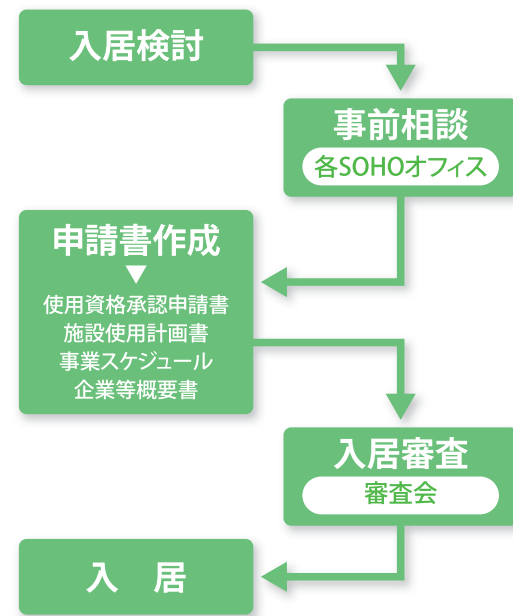 入居検討
事前相談
各SOHOオフィス
申請書作成
▼
使用資格承認申請書
施設使用計画書
事業スケジュール
企業等概要書
入居審査
審査会
入　居